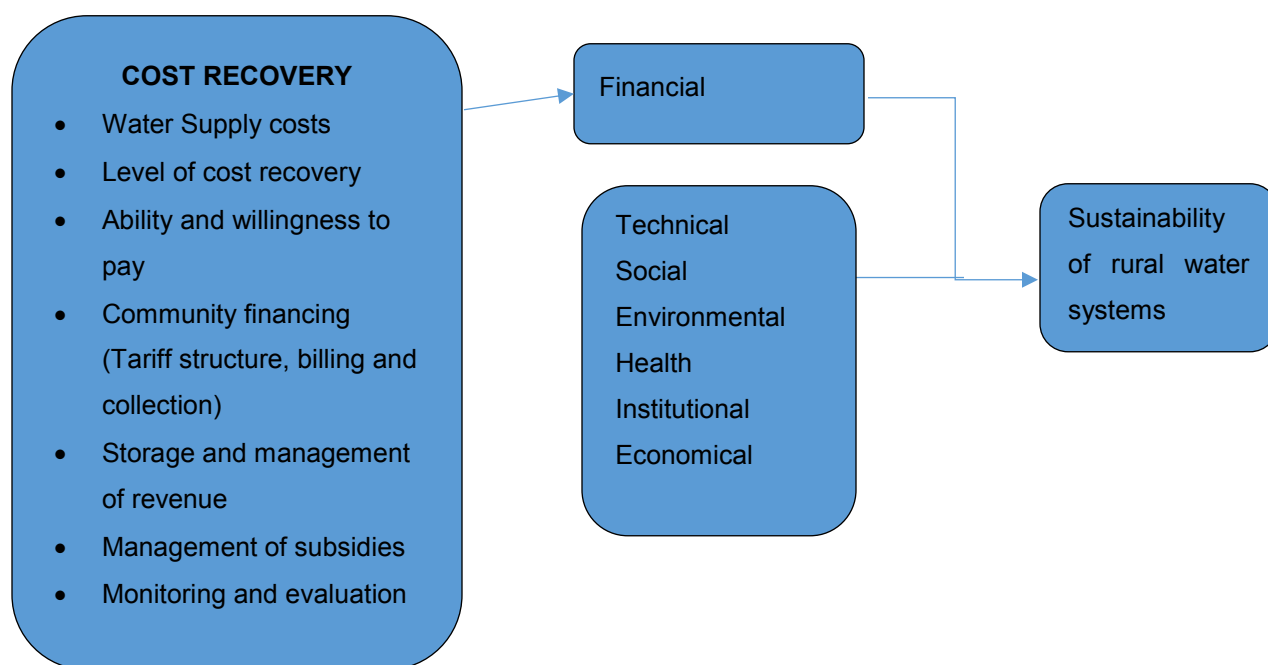 COST RECOVERY
• Water Supply costs
• Level of cost recovery
• Ability and willingness to
pay
• Community financing
(Tariff structure, billing and
collection)
• Storage and management
of revenue
• Management of subsidies
• Monitoring and evaluation
Financial
Technical
Social
Environmental
Health
Institutional
Economical
Sustainability
of rural water
systems